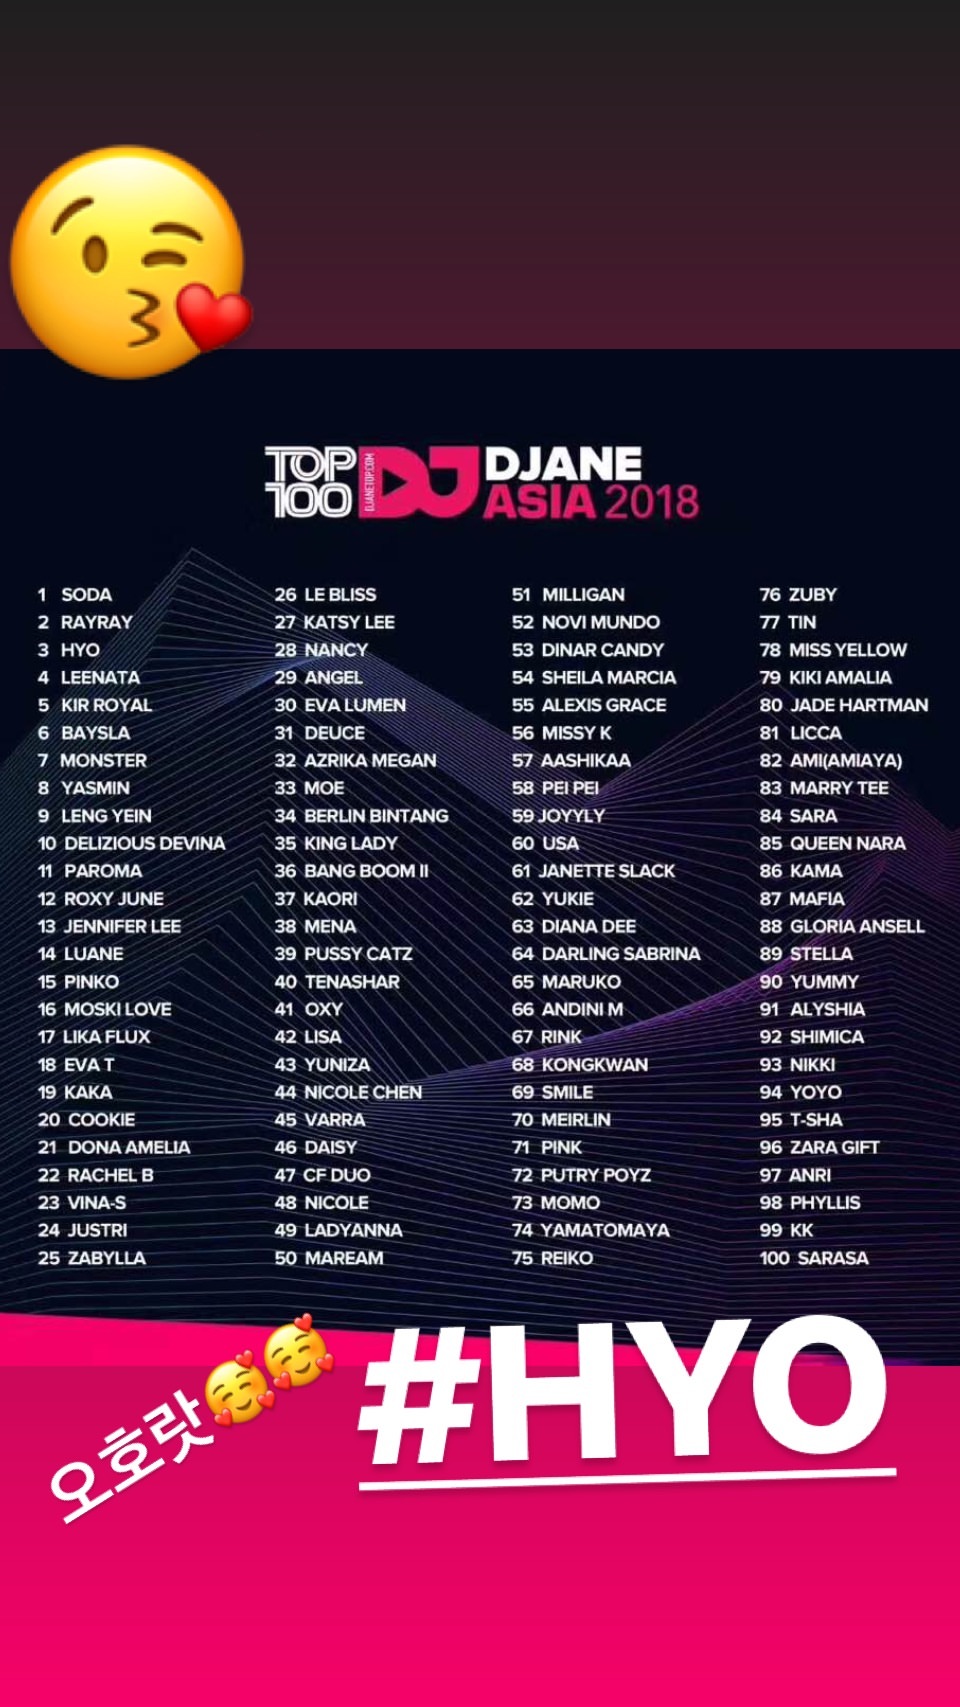 TOP
100
DJANETOP.COM
DJ
DJANE
ASIA 2018
1 SODA
2 RAYRAY
3 HYO
4 LEENATA
5 KIR ROYAL
6 BAYSLA
7 MONSTER
8 YASMIN
9 LENG YEIN
10 DELIZIOUS DEVINA
11 PAROMA
12 ROXY JUNE
13 JENNIFER LEE
14 LUANE
15 PINKO
16 MOSKI LOVE
17 LIKA FLUX
18 EVA T
19 KAKA
20 COOKIE
21 DONA AMELIA
22 RACHEL B
23 VINA-S
24 JUSTRI
25 ZABYLLA
26 LE BLISS
27 KATSY LEE
28 NANCY
29 ANGEL
30 EVA LUMEN
31 DEUCE
32 AZRIKA MEGAN
33 MOE
34 BERLIN BINTANG
35 KING LADY
36 BANG BOOM II
37 KAORI
38 MENA
39 PUSSY CATZ
40 TENASHAR
41 OXY
42 LISA
43 YUNIZA
44 NICOLE CHEN
45 VARRA
46 DAISY
47 CF DUO
48 NICOLE
49 LADYANNA
50 MAREAM
51 MILLIGAN
52 NOVI MUNDO
53 DINAR CANDY
54 SHEILA MARCIA
55 ALEXIS GRACE
56 MISSY K
57 AASHIKAA
58 PEI PEI
59 JOYYLY
60 USA
61 JANETTE SLACK
62 YUKIE
63 DIANA DEE
64 DARLING SABRINA
65 MARUKO
66 ANDINI M
67 RINK
68 KONGKWAN
69 SMILE
70 MEIRLIN
71 PINK
72 PUTRY POYZ
73 MOMO
74 YAMATOMAYA
75 REIKO
76 ZUBY
77 TIN
78 MISS YELLOW
79 KIKI AMALIA
80 JADE HARTMAN
81 LICCA
82 AMI(AMIAYA)
83 MARRY TEE
84 SARA
85 QUEEN NARA
86 KAMA
87 MAFIA
88 GLORIA ANSELL
89 STELLA
90 YUMMY
91 ALYSHIA
92 SHIMICA
93 NIKKI
94 YOYO
95 T-SHA
96 ZARA GIFT
97 ANRI
98 PHYLLIS
99 KK
100 SARASA
오호랏🥰🥰
#HYO